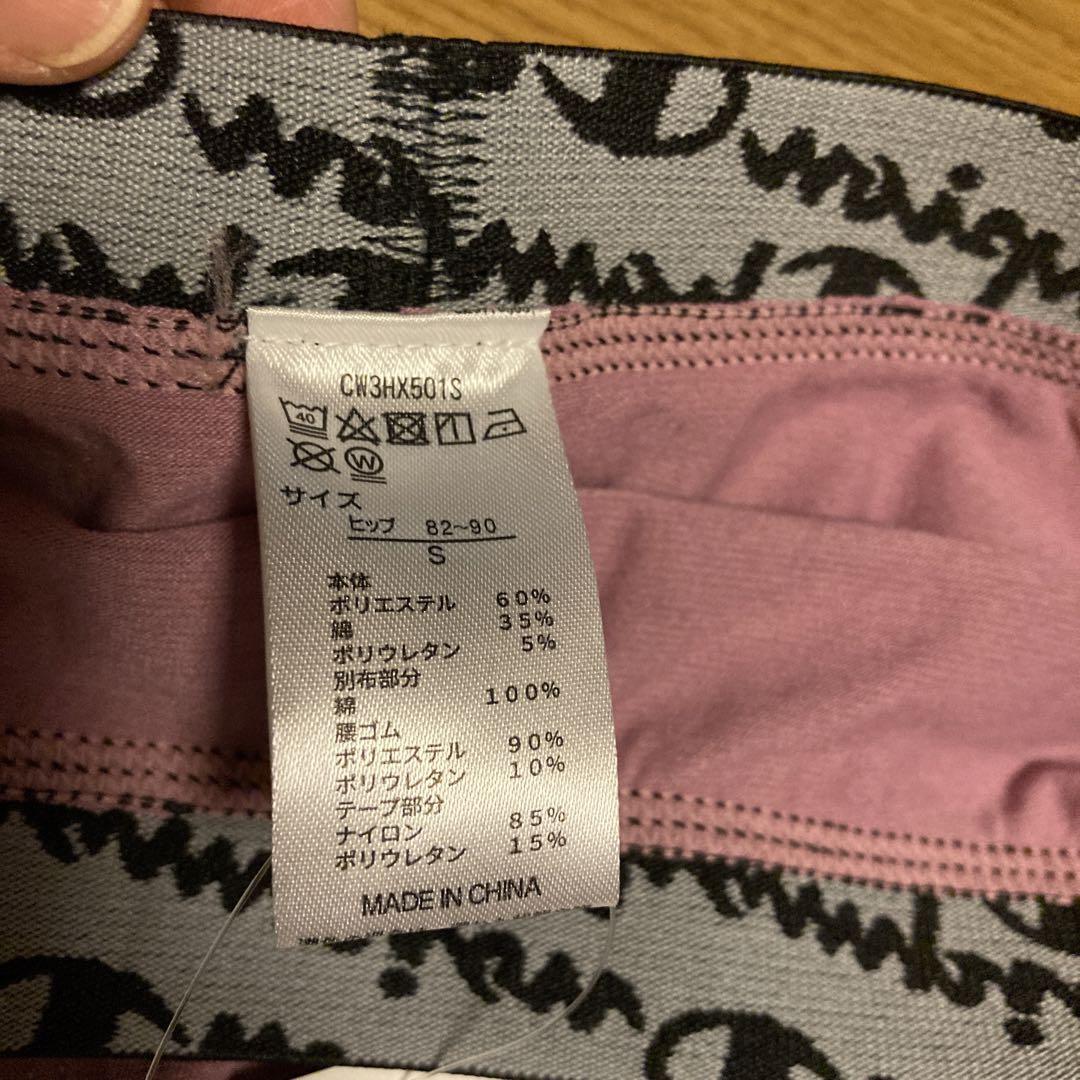 CW3HX501S
40
W
サイズ
ヒップ 82~90
S
本体
ポリエステル 60%
綿 35%
ポリウレタン 5%
別布部分
綿 100%
腰ゴム
ポリエステル 90%
ポリウレタン 10%
テープ部分
ナイロン 85%
ポリウレタン 15%
MADE IN CHINA